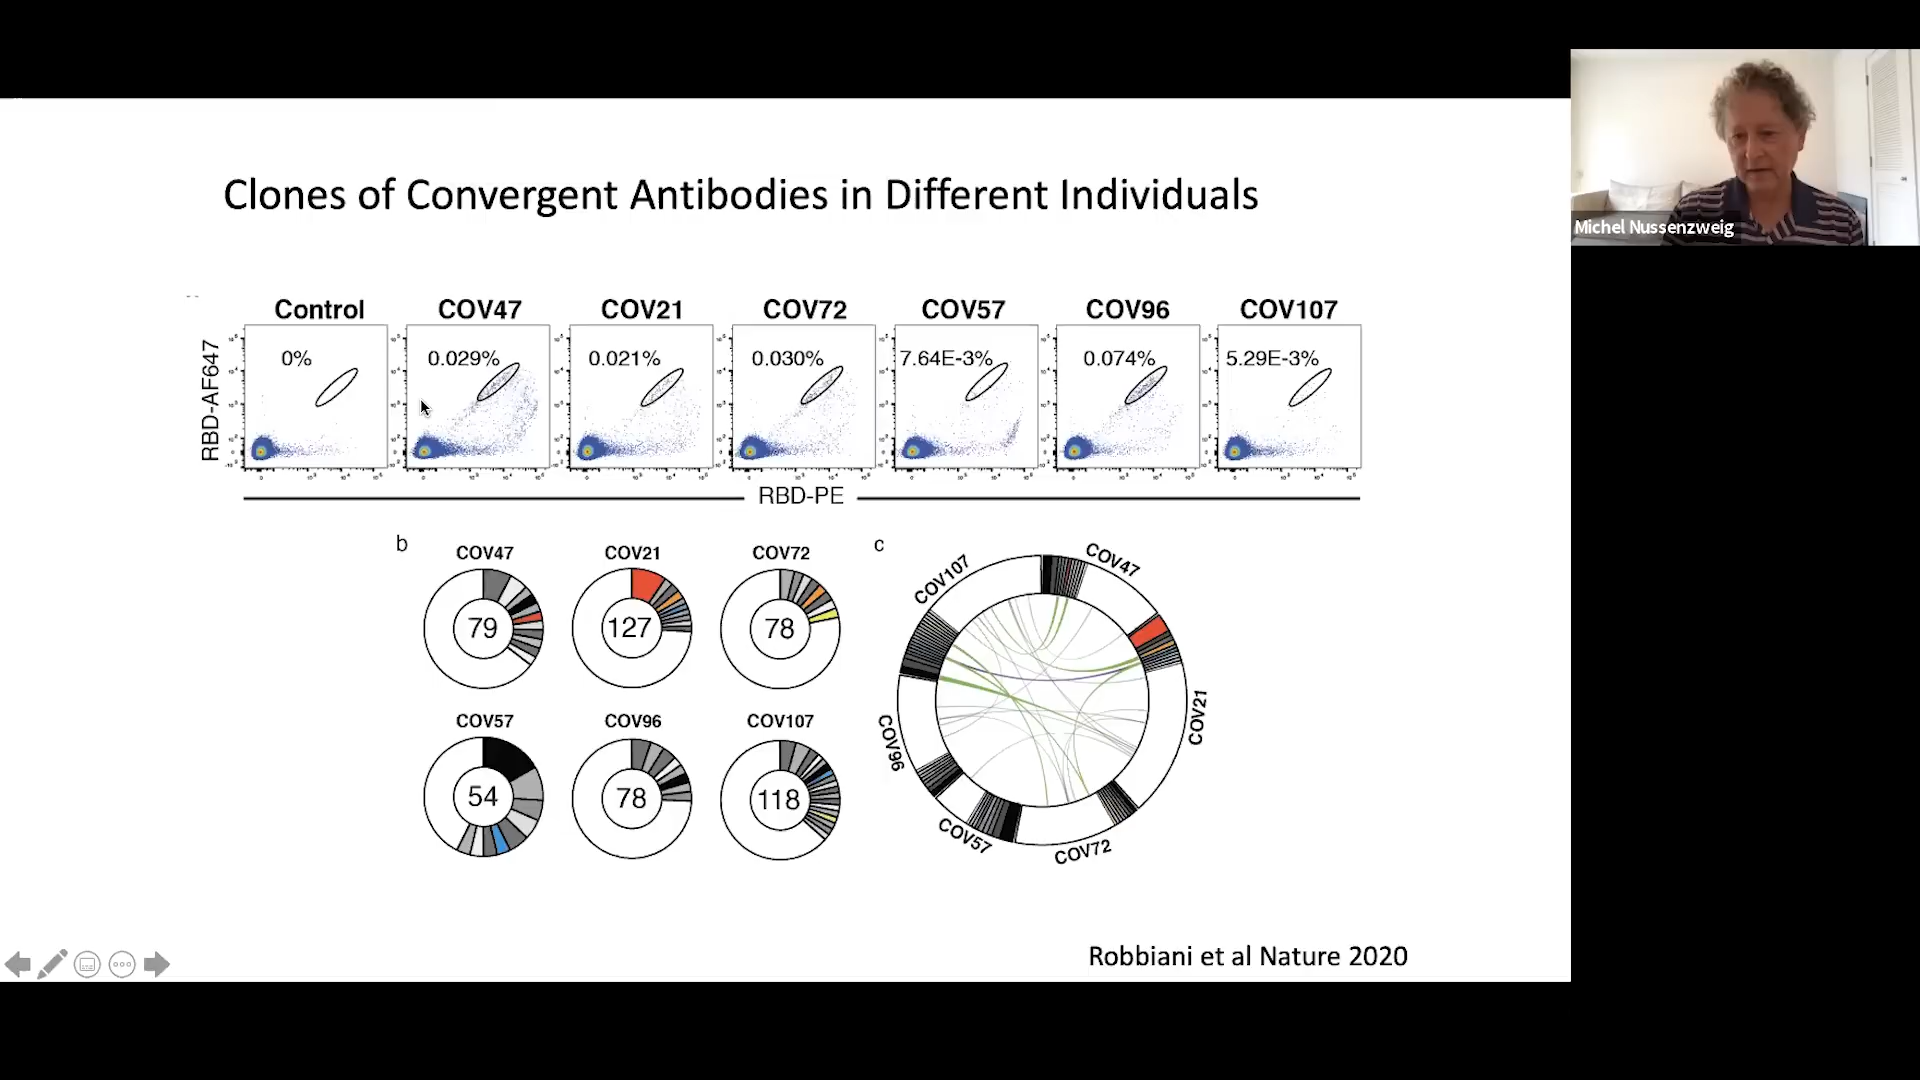 Clones of Convergent Antibodies in Different Individuals
Michel Nussenzweig
Control COV47 COV21 COV72 COV57 COV96 COV107
RBD-AF647
0% 0.029% 0.021% 0.030% 7.64E-3% 0.074% 5.29E-3%
RBD-PE
b
COV47 COV21 COV72
79 127 78
COV57 COV96 COV107
54 78 118
c
COV107 COV47
COV21
COV96
COV57 COV72
Robbiani et al Nature 2020